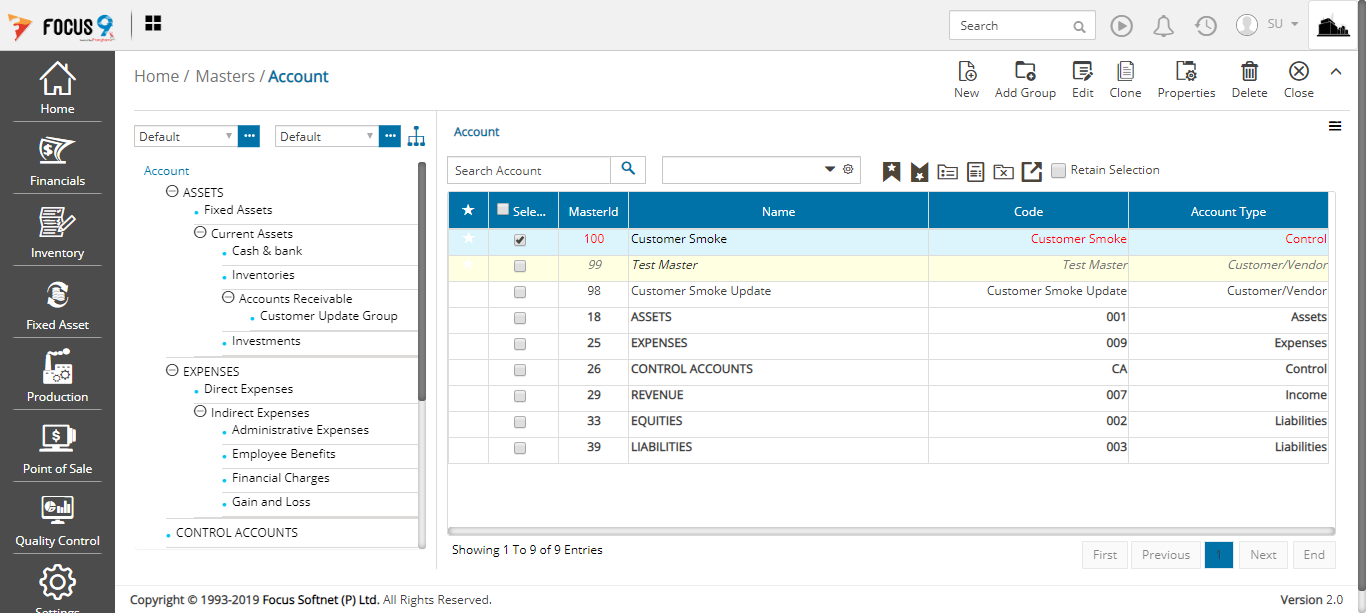 FOCUS 9
Search
SU
Home
Financials
Inventory
Fixed Asset
Production
Point of Sale
Quality Control
Settings
Home / Masters / Account
New Add Group Edit Clone Properties Delete Close
Default ... Default ...
Account
ASSETS
Fixed Assets
Current Assets
Cash & bank
Inventories
Accounts Receivable
Customer Update Group
Investments
EXPENSES
Direct Expenses
Indirect Expenses
Administrative Expenses
Employee Benefits
Financial Charges
Gain and Loss
CONTROL ACCOUNTS
Account
Search Account
Retain Selection
Sele... MasterId Name Code Account Type
100 Customer Smoke Customer Smoke Control
99 Test Master Test Master Customer/Vendor
98 Customer Smoke Update Customer Smoke Update Customer/Vendor
18 ASSETS 001 Assets
25 EXPENSES 009 Expenses
26 CONTROL ACCOUNTS CA Control
29 REVENUE 007 Income
33 EQUITIES 002 Liabilities
39 LIABILITIES 003 Liabilities
Showing 1 To 9 of 9 Entries
First Previous 1 Next End
Copyright © 1993-2019 Focus Softnet (P) Ltd. All Rights Reserved.
Version 2.0